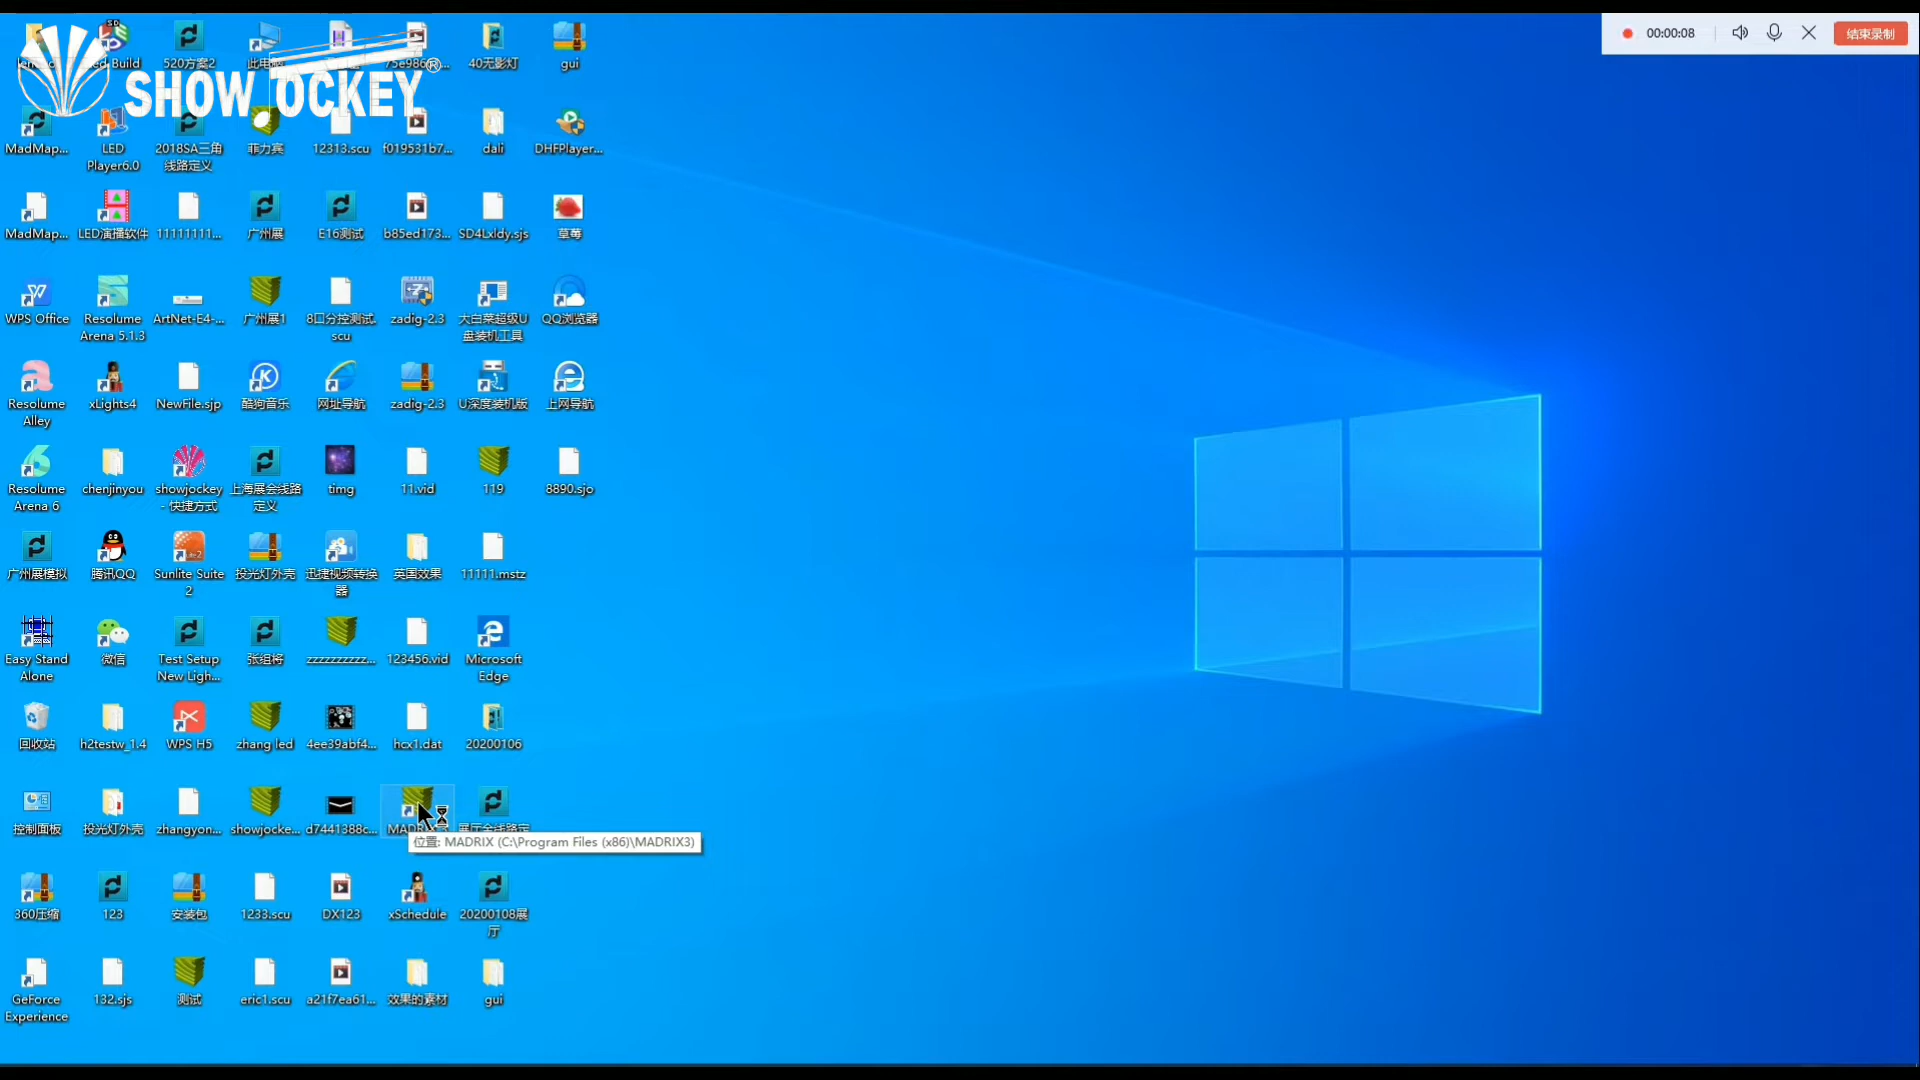 SHOW JOCKEY®
00:00:08
结束录制
520方案2
40无影灯
gui
MadMap...
LED Player6.0
2018SA三角线路定义
菲力宾
12313.scu
f019531b7...
dali
DHFPlayer...
MadMap...
LED演播软件
11111111...
广州展
E16测试
b85ed173...
SD4Lxldy.sjs
草莓
WPS Office
Resolume Arena 5.1.3
ArtNet-E4-...
广州展1
8口分控测试.scu
zadig-2.3
大白菜超级U盘装机工具
QQ浏览器
Resolume Alley
xLights4
NewFile.sjp
酷狗音乐
网址导航
zadig-2.3
U深度装机版
上网导航
Resolume Arena 6
chenjinyou
showjockey - 快捷方式
上海展会线路定义
timg
11.vid
119
8890.sjo
广州展模拟
腾讯QQ
Sunlite Suite 2
投光灯外壳
迅捷视频转换器
英国效果
11111.mstz
Easy Stand Alone
微信
Test Setup New Ligh...
张组将
zzzzzzzzzz...
123456.vid
Microsoft Edge
回收站
h2testw_1.4
WPS H5
zhang led
4ee39abf4...
hcx1.dat
20200106
控制面板
投光灯外壳
zhangyon...
showjocke...
d7441388c...
位置: MADRIX (C:\Program Files (x86)\MADRIX3)
360压缩
123
安装包
1233.scu
DX123
xSchedule
20200108展厅
GeForce Experience
132.sjs
测试
eric1.scu
a21f7ea61...
效果的素材
gui